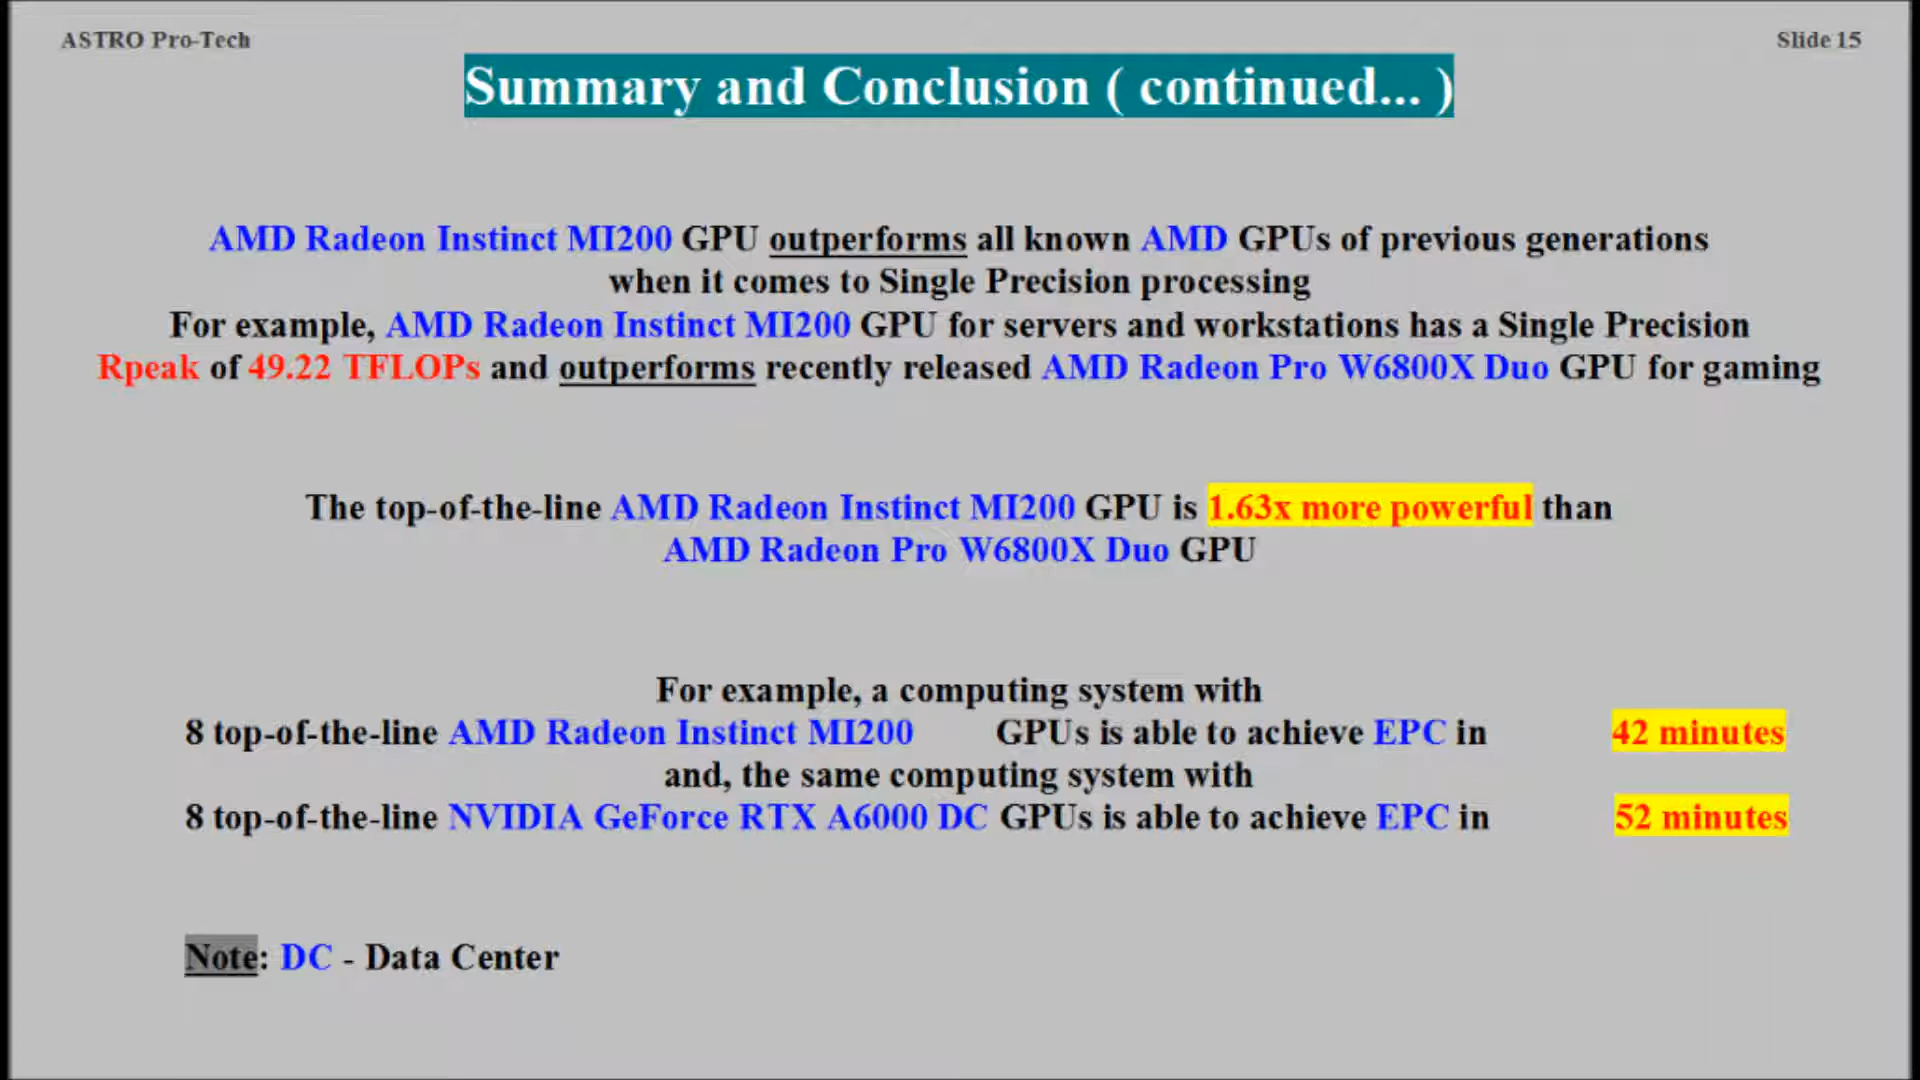 ASTRO Pro-Tech
Slide 15
Summary and Conclusion ( continued... )
AMD Radeon Instinct MI200 GPU outperforms all known AMD GPUs of previous generations
when it comes to Single Precision processing
For example, AMD Radeon Instinct MI200 GPU for servers and workstations has a Single Precision
Rpeak of 49.22 TFLOPs and outperforms recently released AMD Radeon Pro W6800X Duo GPU for gaming
The top-of-the-line AMD Radeon Instinct MI200 GPU is 1.63x more powerful than
AMD Radeon Pro W6800X Duo GPU
For example, a computing system with
8 top-of-the-line AMD Radeon Instinct MI200 GPUs is able to achieve EPC in 42 minutes
and, the same computing system with
8 top-of-the-line NVIDIA GeForce RTX A6000 DC GPUs is able to achieve EPC in 52 minutes
Note: DC - Data Center